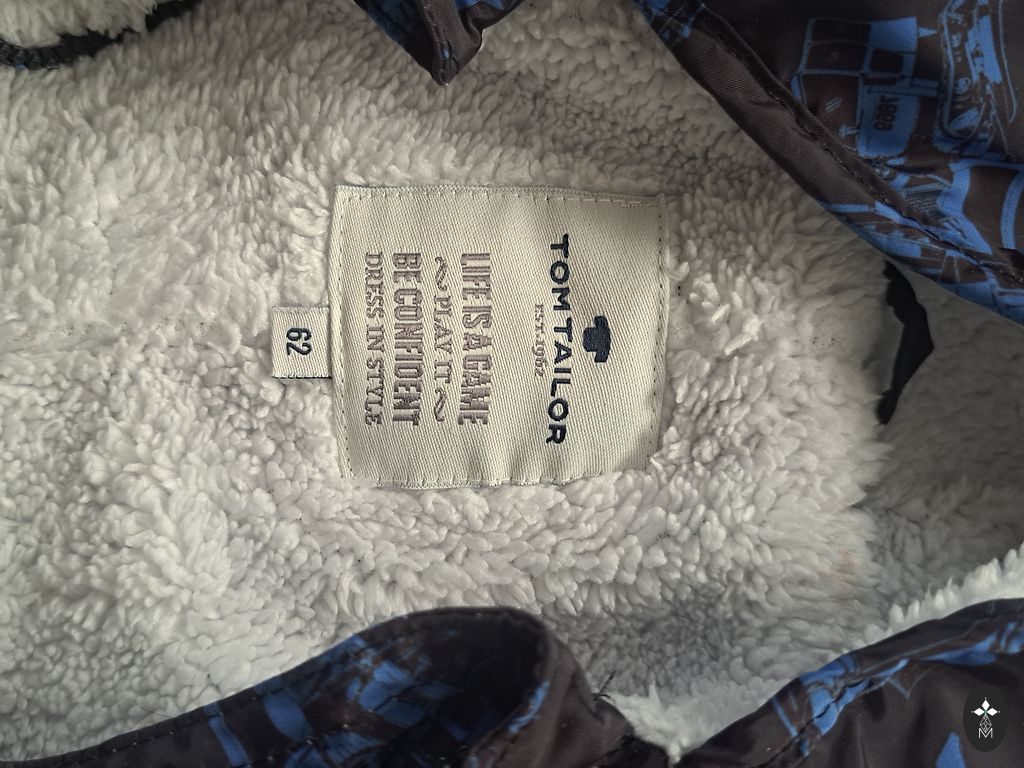 TOM TAILOR
EST. 1962
LIFE IS A GAME
PLAY IT
BE CONFIDENT
DRESS IN STYLE
62